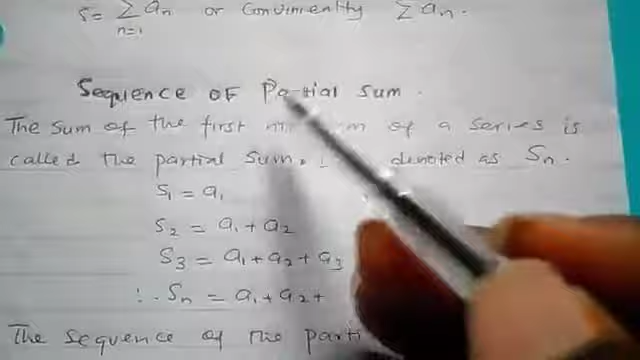 S = ∑ an or Conviniently ∑ an.
n=1
Sequence OF Partial Sum.
The Sum of the first of a series is
called the partial Sum. denoted as Sn.
S1 = a1
S2 = a1 + a2
S3 = a1 + a2 + a3
∴ Sn = a1 + a2 +
The Sequence of the parti